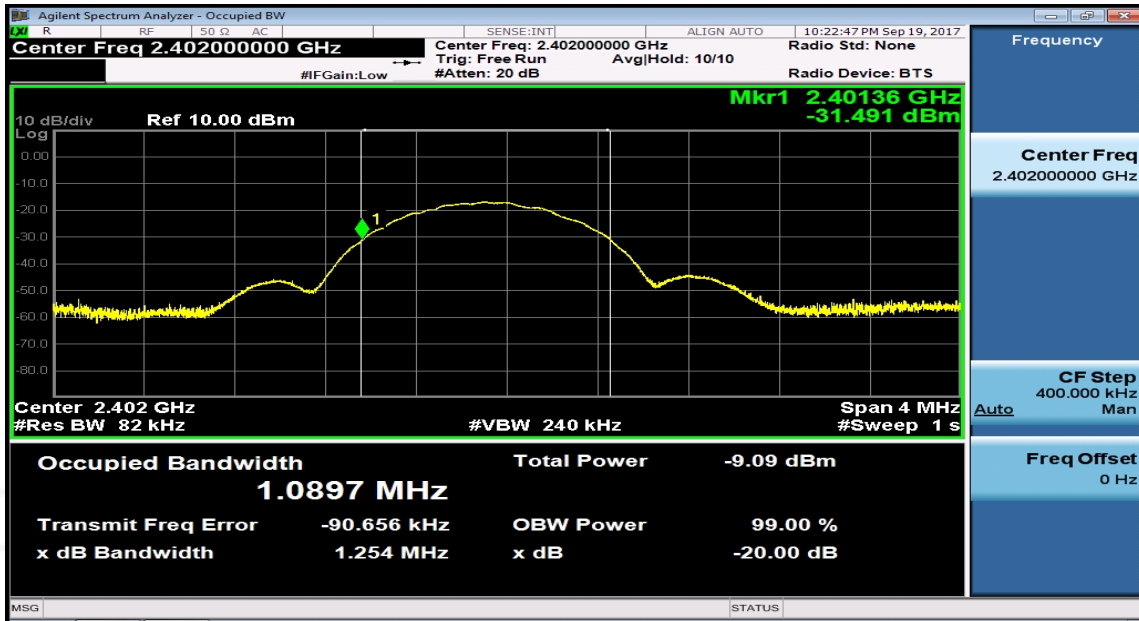 Agilent Spectrum Analyzer - Occupied BW
LXI R RF 50 Ω AC SENSE:INT ALIGN AUTO 10:22:47 PM Sep 19, 2017
Center Freq 2.402000000 GHz
Center Freq: 2.402000000 GHz Radio Std: None
Trig: Free Run Avg|Hold: 10/10
#IFGain:Low #Atten: 20 dB Radio Device: BTS
Frequency
Mkr1 2.40136 GHz
10 dB/div Ref 10.00 dBm -31.491 dBm
Log
0.00
-10.0
-20.0
1
-30.0
-40.0
-50.0
-60.0
-70.0
-80.0
Center Freq
2.402000000 GHz
Center 2.402 GHz Span 4 MHz
#Res BW 82 kHz #VBW 240 kHz #Sweep 1 s
CF Step
400.000 kHz
Auto Man
Occupied Bandwidth Total Power -9.09 dBm
1.0897 MHz
Transmit Freq Error -90.656 kHz OBW Power 99.00 %
x dB Bandwidth 1.254 MHz x dB -20.00 dB
Freq Offset
0 Hz
MSG STATUS